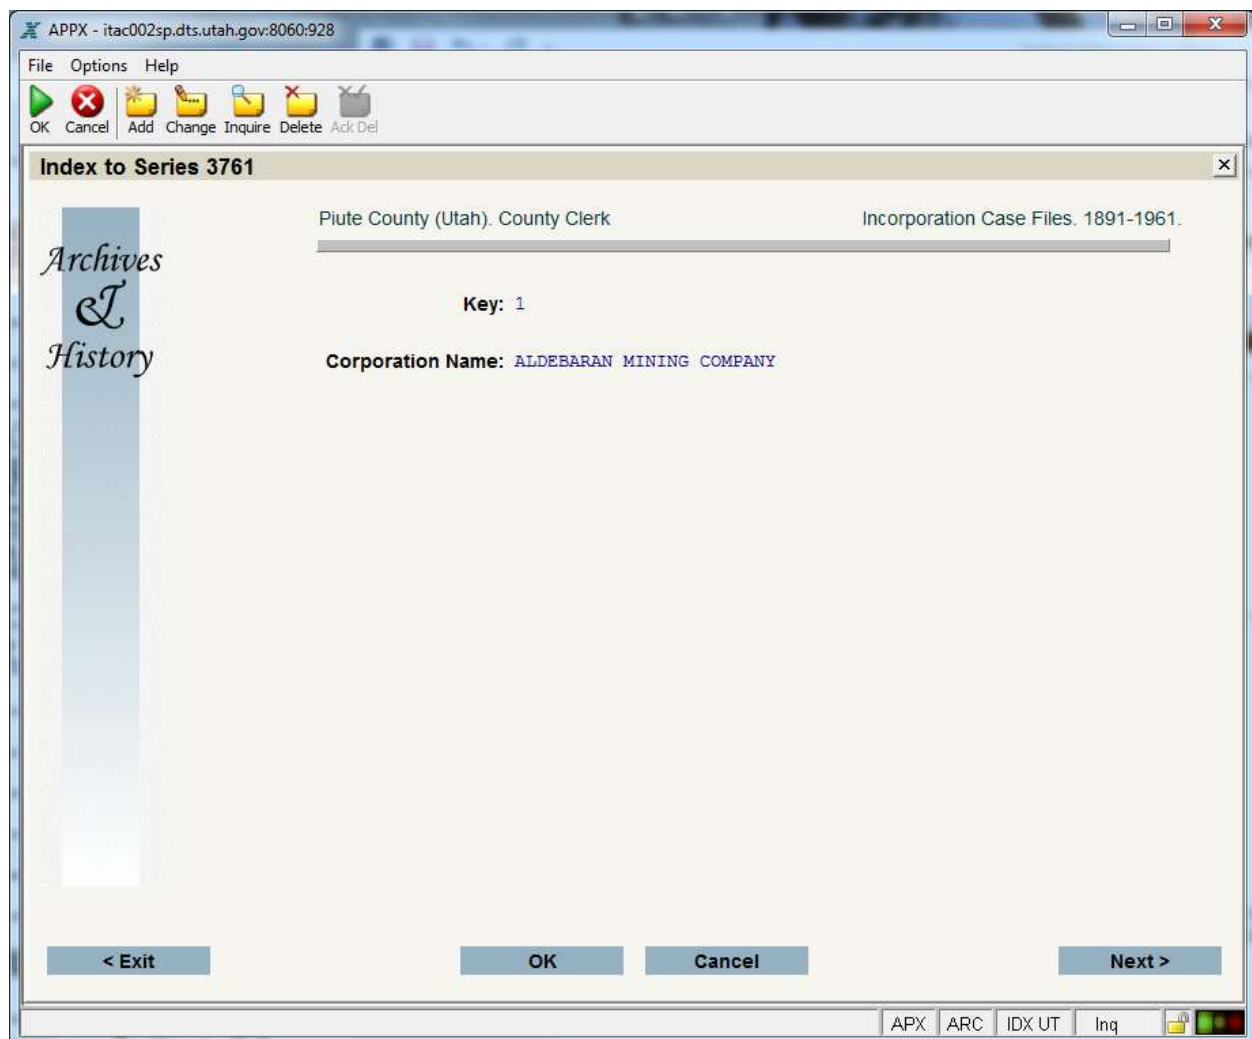 APPX - itac002sp.dts.utah.gov:8060:928
File Options Help
OK Cancel Add Change Inquire Delete Ack Del
Index to Series 3761
Piute County (Utah). County Clerk Incorporation Case Files. 1891-1961.
Archives
&
History
Key: 1
Corporation Name: ALDEBARAN MINING COMPANY
< Exit OK Cancel Next >
APX ARC IDX UT Inq